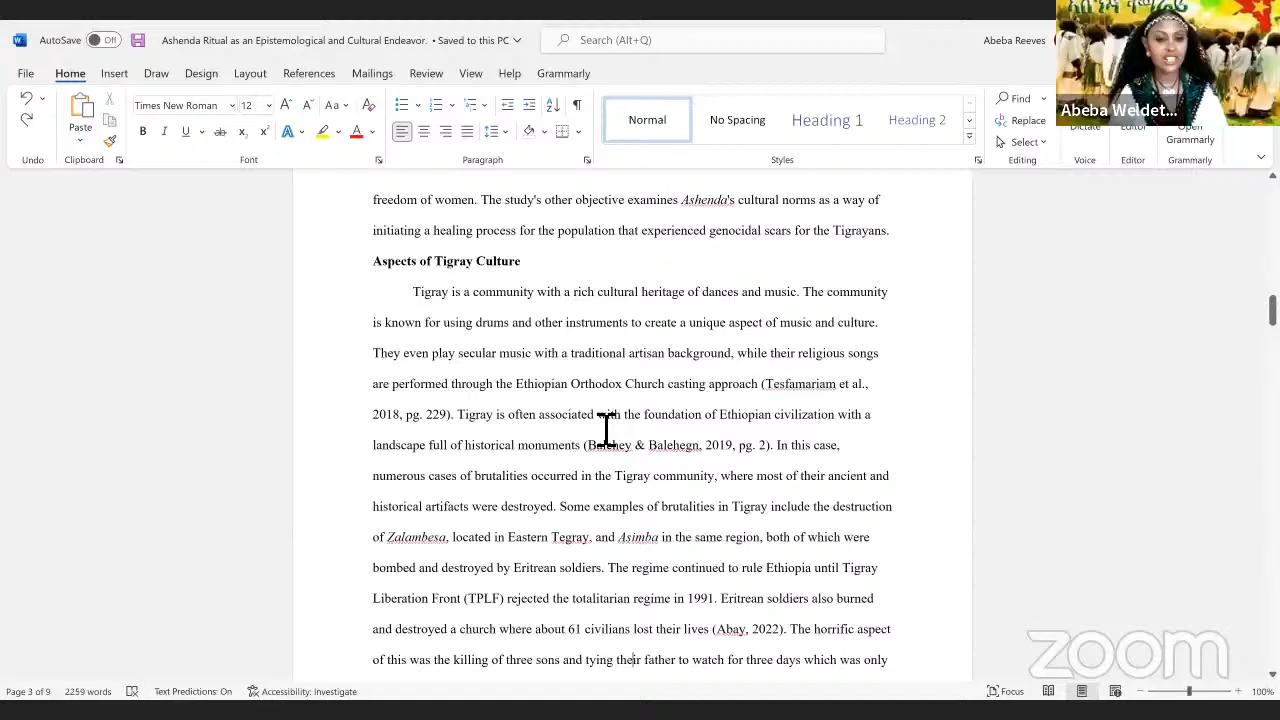 AutoSave Off Ashenda Ritual as an Epistemological and Cultural Endeavor. • Saved to this PC Search (Alt+Q) Abeba Reeves
File Home Insert Draw Design Layout References Mailings Review View Help Grammarly
Times New Roman 12 Aa Find
Paste Normal No Spacing Heading 1 Heading 2 Replace
B I U ab x2 x2 A A Select Dictate Editor Open Grammarly
Undo Clipboard Font Paragraph Styles Editing Voice Editor Grammarly
Abeba Weldet...
freedom of women. The study's other objective examines Ashenda's cultural norms as a way of
initiating a healing process for the population that experienced genocidal scars for the Tigrayans.
Aspects of Tigray Culture
Tigray is a community with a rich cultural heritage of dances and music. The community
is known for using drums and other instruments to create a unique aspect of music and culture.
They even play secular music with a traditional artisan background, while their religious songs
are performed through the Ethiopian Orthodox Church casting approach (Tesfamariam et al.,
2018, pg. 229). Tigray is often associated with the foundation of Ethiopian civilization with a
landscape full of historical monuments ( & Balehegn, 2019, pg. 2). In this case,
numerous cases of brutalities occurred in the Tigray community, where most of their ancient and
historical artifacts were destroyed. Some examples of brutalities in Tigray include the destruction
of Zalambesa, located in Eastern Tegray, and Asimba in the same region, both of which were
bombed and destroyed by Eritrean soldiers. The regime continued to rule Ethiopia until Tigray
Liberation Front (TPLF) rejected the totalitarian regime in 1991. Eritrean soldiers also burned
and destroyed a church where about 61 civilians lost their lives (Abay, 2022). The horrific aspect
of this was the killing of three sons and tying their father to watch for three days which was only
zoom
Page 3 of 9 2259 words Text Predictions: On Accessibility: Investigate Focus 100%